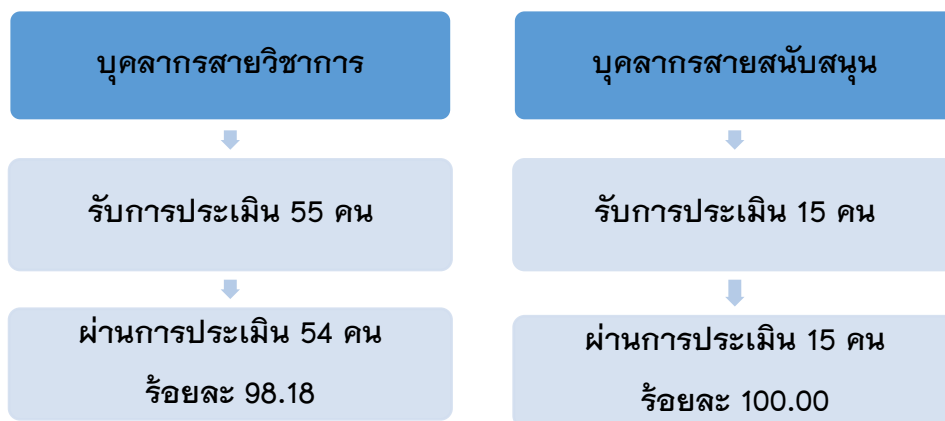 บุคลากรสายวิชาการ
รับการประเมิน 55 คน
ผ่านการประเมิน 54 คน
ร้อยละ 98.18
บุคลากรสายสนับสนุน
รับการประเมิน 15 คน
ผ่านการประเมิน 15 คน
ร้อยละ 100.00